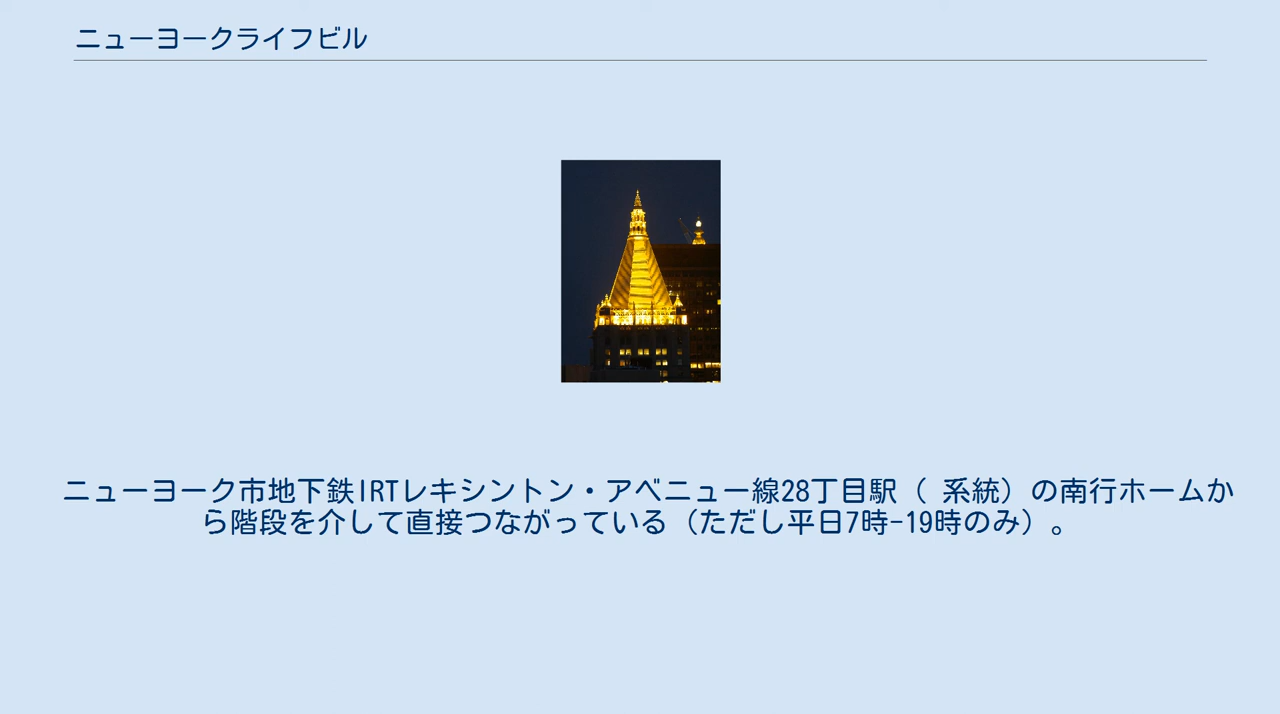 ニューヨークライフビル
ニューヨーク市地下鉄IRTレキシントン・アベニュー線28丁目駅（ 系統）の南行ホームか
ら階段を介して直接つながっている（ただし平日7時-19時のみ）。